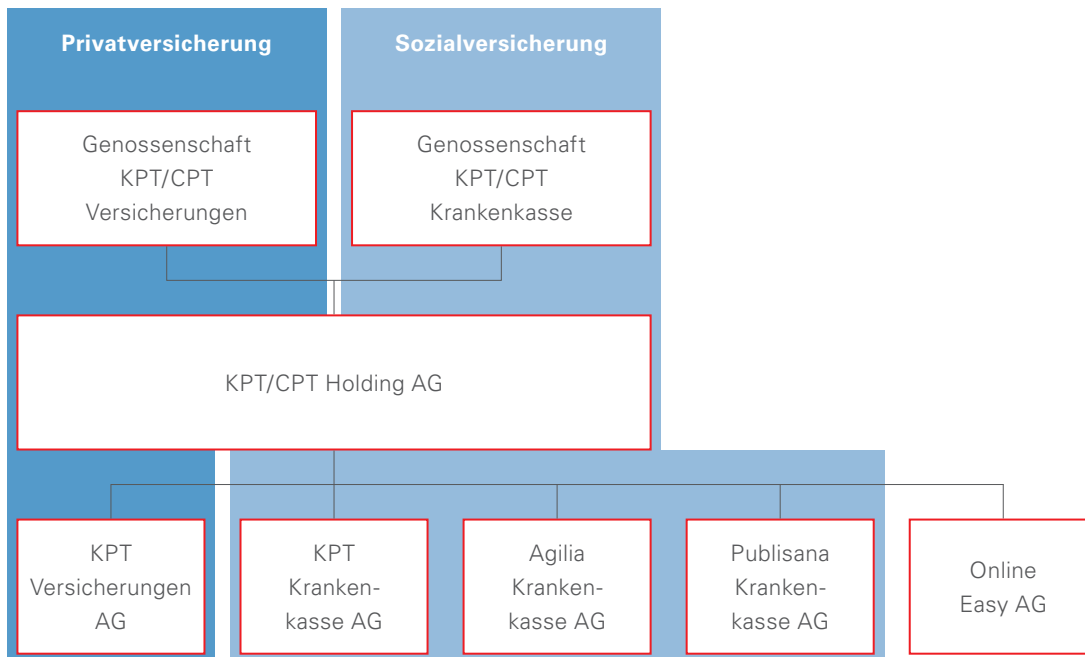 Privatversicherung
Sozialversicherung
Genossenschaft
KPT/CPT
Versicherungen
Genossenschaft
KPT/CPT
Krankenkasse
KPT/CPT Holding AG
KPT
Versicherungen
AG
KPT
Kranken-
kasse AG
Agilia
Kranken-
kasse AG
Publisana
Kranken-
kasse AG
Online
Easy AG